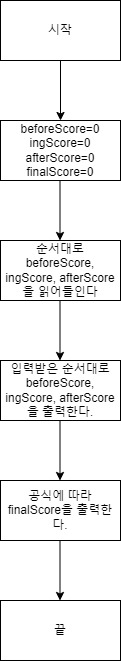 시작
beforeScore=0
ingScore=0
afterScore=0
finalScore=0
순서대로
beforeScore,
ingScore, afterScore
을 읽어들인다
입력받은 순서대로
beforeScore,
ingScore, afterScore
을 출력한다.
공식에 따라
finalScore을 출력한
다.
끝